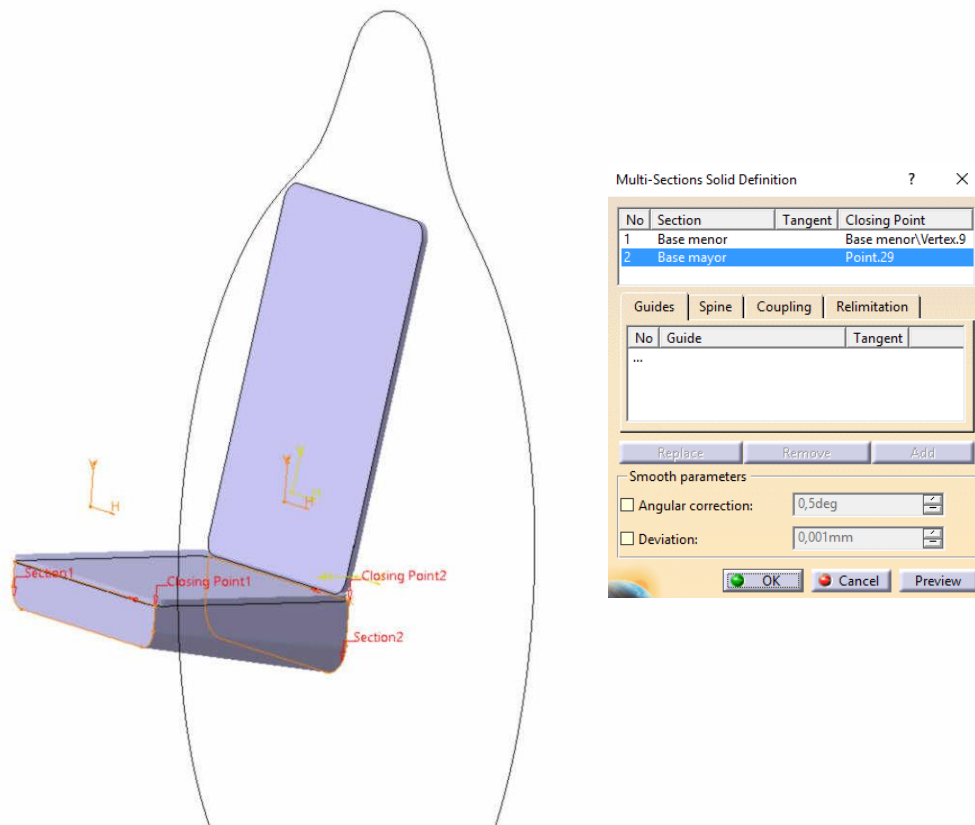 Multi-Sections Solid Definition ? X
No Section Tangent Closing Point
1 Base menor Base menor\Vertex.9
2 Base mayor Point.29
Guides Spine Coupling Relimitation
No Guide Tangent
...
Replace Remove Add
Smooth parameters
Angular correction: 0,5deg
Deviation: 0,001mm
OK Cancel Preview
V
H
H
Section1
Closing Point1
Closing Point2
Section2